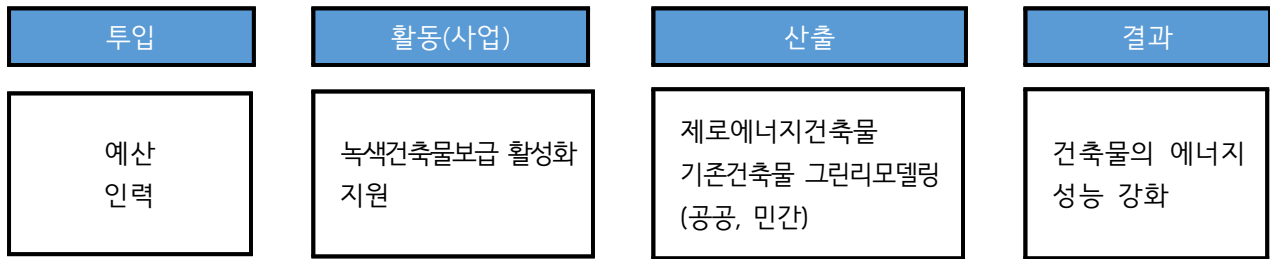 투입
활동(사업)
산출
결과
예산
인력
녹색건축물보급 활성화
지원
제로에너지건축물
기존건축물 그린리모델링
(공공, 민간)
건축물의 에너지
성능 강화